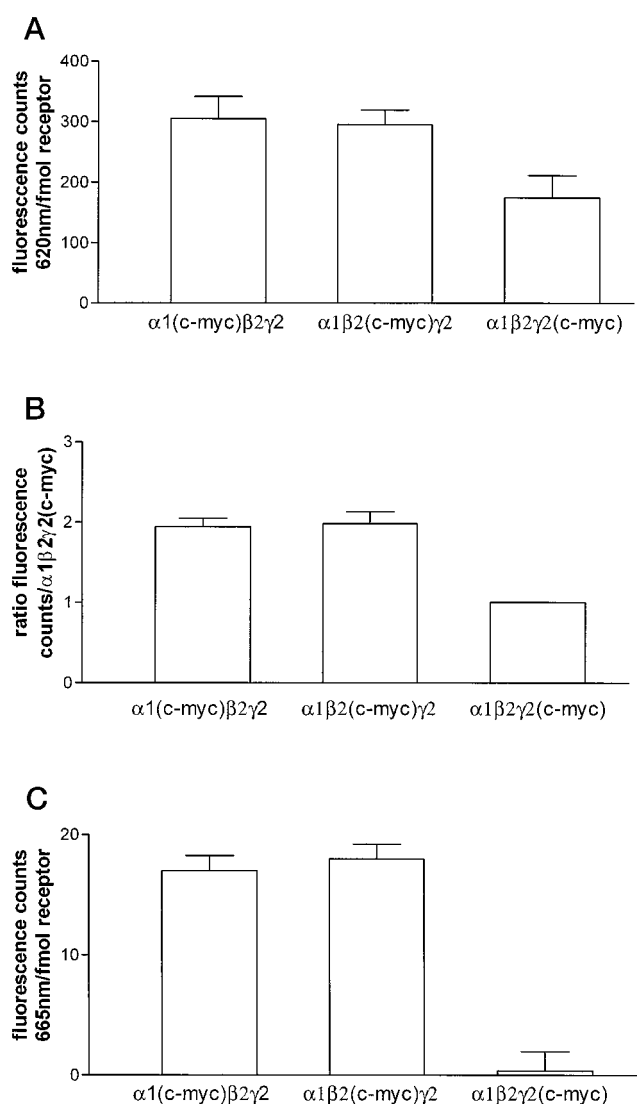 A
fluoresccence counts
620nm/fmol receptor
400
300
200
100
0
α1(c-myc)β2γ2
α1β2(c-myc)γ2
α1β2γ2(c-myc)
B
ratio fluorescence
counts/α1β2γ2(c-myc)
3
2
1
0
α1(c-myc)β2γ2
α1β2(c-myc)γ2
α1β2γ2(c-myc)
C
fluorescence counts
665nm/fmol receptor
20
10
0
α1(c-myc)β2γ2
α1β2(c-myc)γ2
α1β2γ2(c-myc)